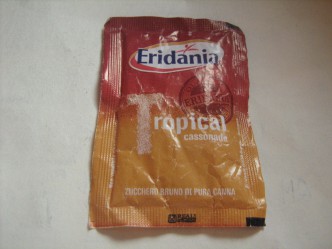 Eridania
Tropical
cassonade
ZUCCHERO BRUNO DI PURA CANNA